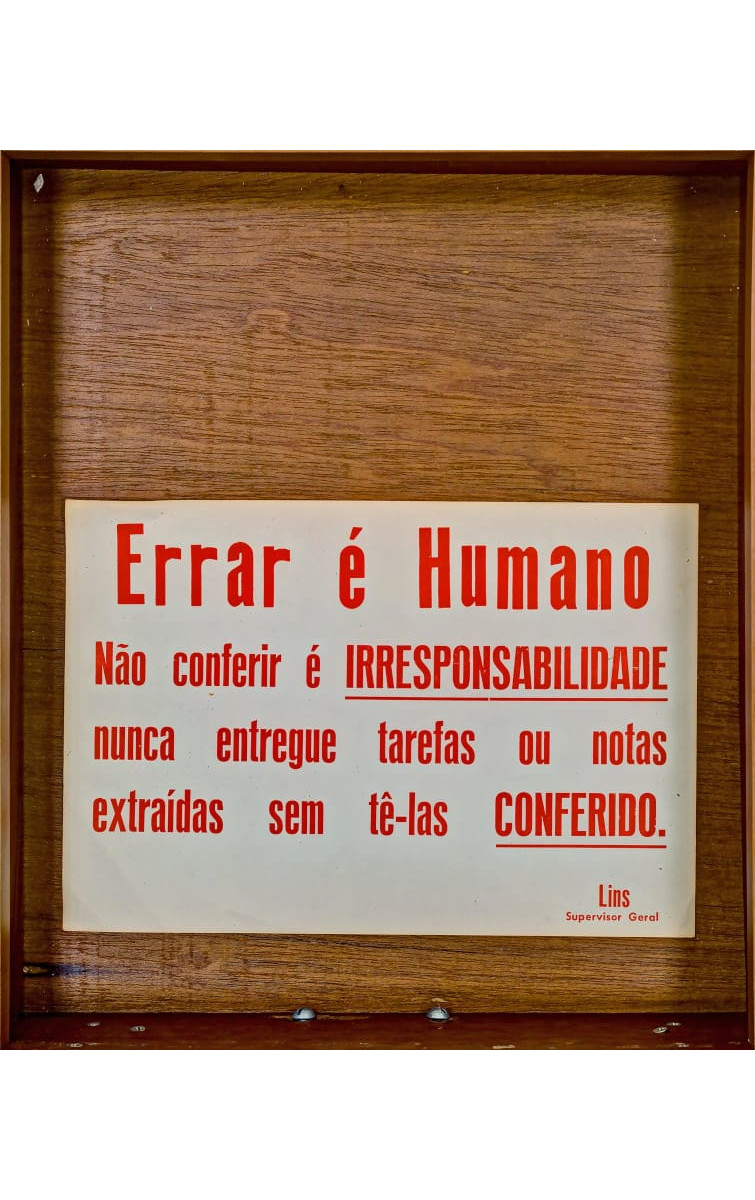 Errar é Humano
Não conferir é IRRESPONSABILIDADE
nunca entregue tarefas ou notas
extraídas sem tê-las CONFERIDO.
Lins
Supervisor Geral